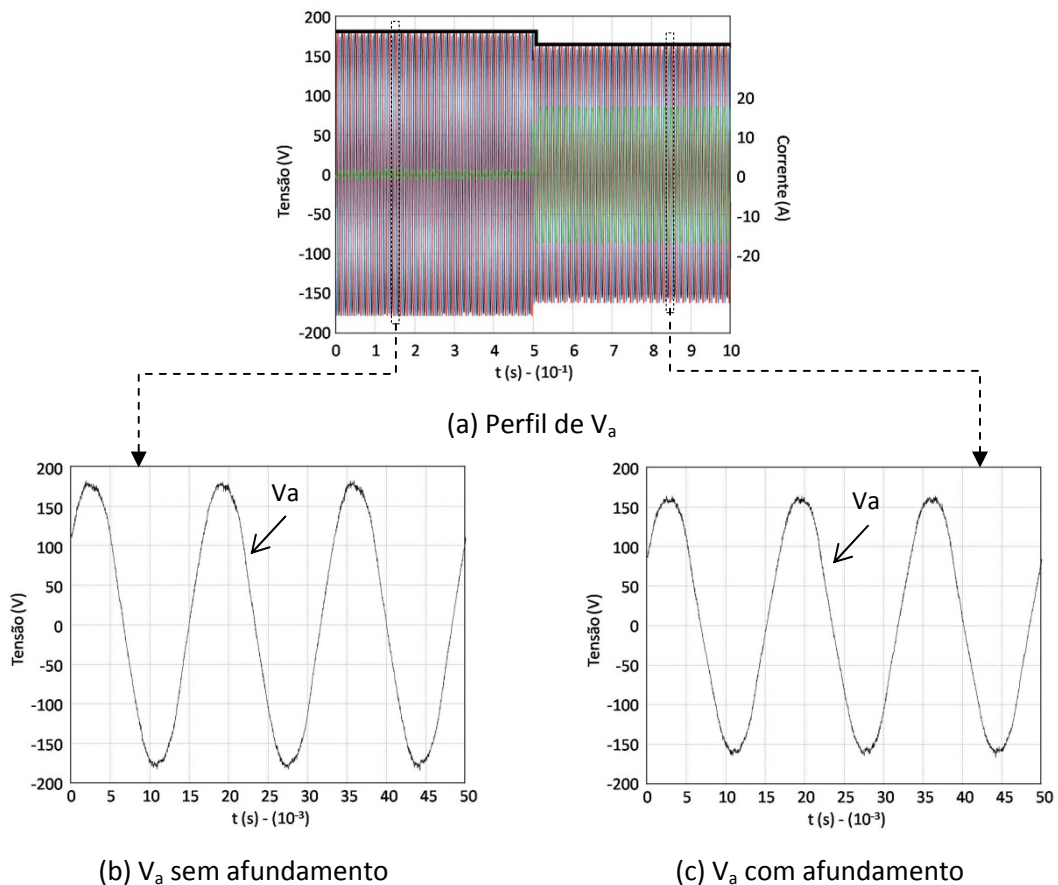 200
150
100
50
0
-50
-100
-150
-200
Tensão (V)
20
10
0
-10
-20
Corrente (A)
0 1 2 3 4 5 6 7 8 9 10
t (s) - (10⁻¹)
(a) Perfil de Vₐ
200
150
100
50
0
-50
-100
-150
-200
Tensão (V)
Va
0 5 10 15 20 25 30 35 40 45 50
t (s) - (10⁻³)
(b) Vₐ sem afundamento
200
150
100
50
0
-50
-100
-150
-200
Tensão (V)
Va
0 5 10 15 20 25 30 35 40 45 50
t (s) - (10⁻³)
(c) Vₐ com afundamento